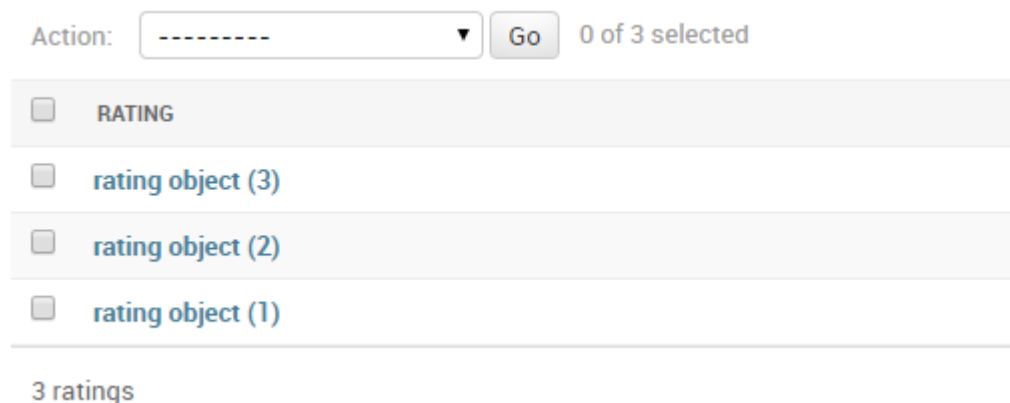 Action: --------- Go 0 of 3 selected
RATING
rating object (3)
rating object (2)
rating object (1)
3 ratings